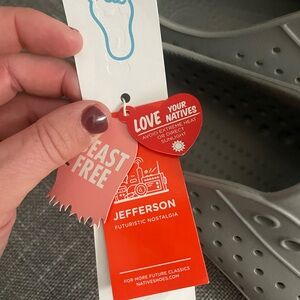 LOVE YOUR
NATIVES
AVOID EXTREME HEAT
OR DIRECT
SUNLIGHT
EAST
FREE
JEFFERSON
FUTURISTIC NOSTALGIA
FOR MORE FUTURE CLASSICS
NATIVESHOES.COM